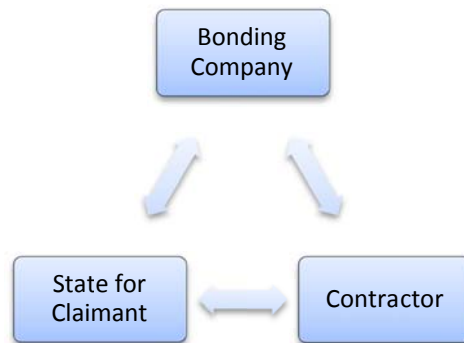 Bonding
Company
State for
Claimant
Contractor